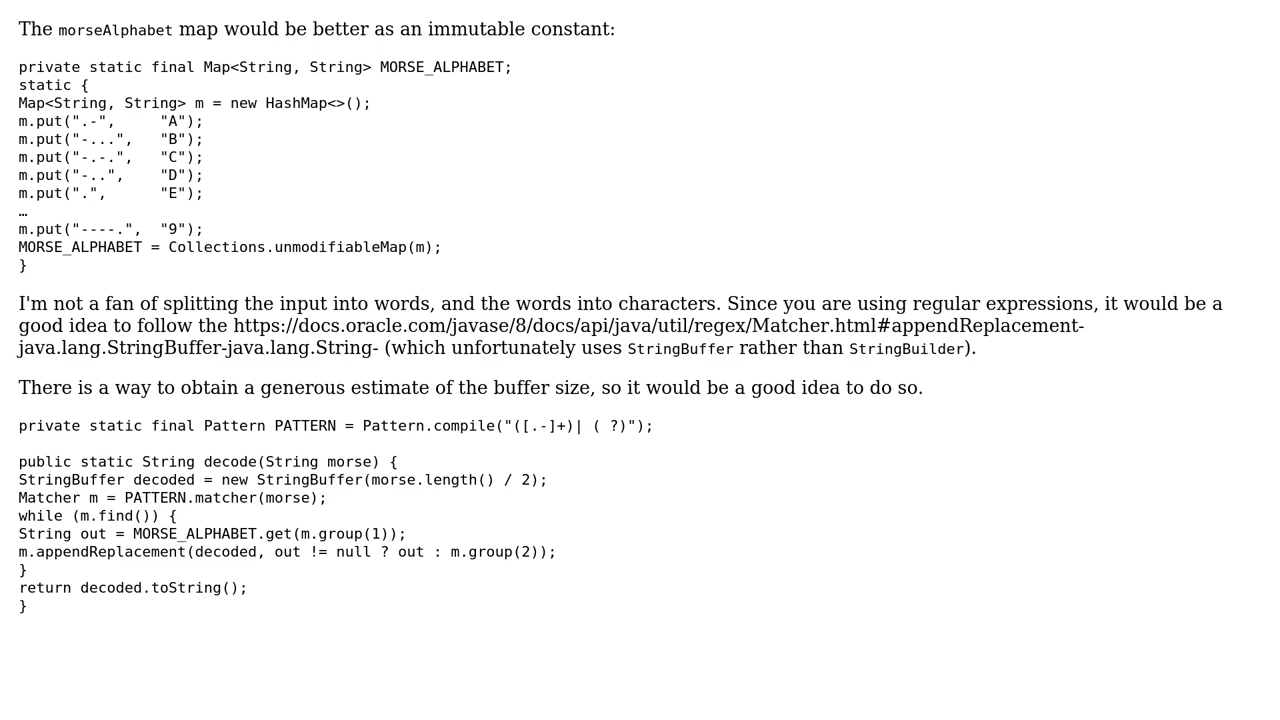 The morseAlphabet map would be better as an immutable constant:
private static final Map<String, String> MORSE_ALPHABET;
static {
Map<String, String> m = new HashMap<>();
m.put(".-",     "A");
m.put("-...",   "B");
m.put("-.-.",   "C");
m.put("-..",    "D");
m.put(".",      "E");
…
m.put("----.",  "9");
MORSE_ALPHABET = Collections.unmodifiableMap(m);
}
I'm not a fan of splitting the input into words, and the words into characters. Since you are using regular expressions, it would be a
good idea to follow the https://docs.oracle.com/javase/8/docs/api/java/util/regex/Matcher.html#appendReplacement-
java.lang.StringBuffer-java.lang.String- (which unfortunately uses StringBuffer rather than StringBuilder).
There is a way to obtain a generous estimate of the buffer size, so it would be a good idea to do so.
private static final Pattern PATTERN = Pattern.compile("([.-]+)| ( ?)");
public static String decode(String morse) {
StringBuffer decoded = new StringBuffer(morse.length() / 2);
Matcher m = PATTERN.matcher(morse);
while (m.find()) {
String out = MORSE_ALPHABET.get(m.group(1));
m.appendReplacement(decoded, out != null ? out : m.group(2));
}
return decoded.toString();
}